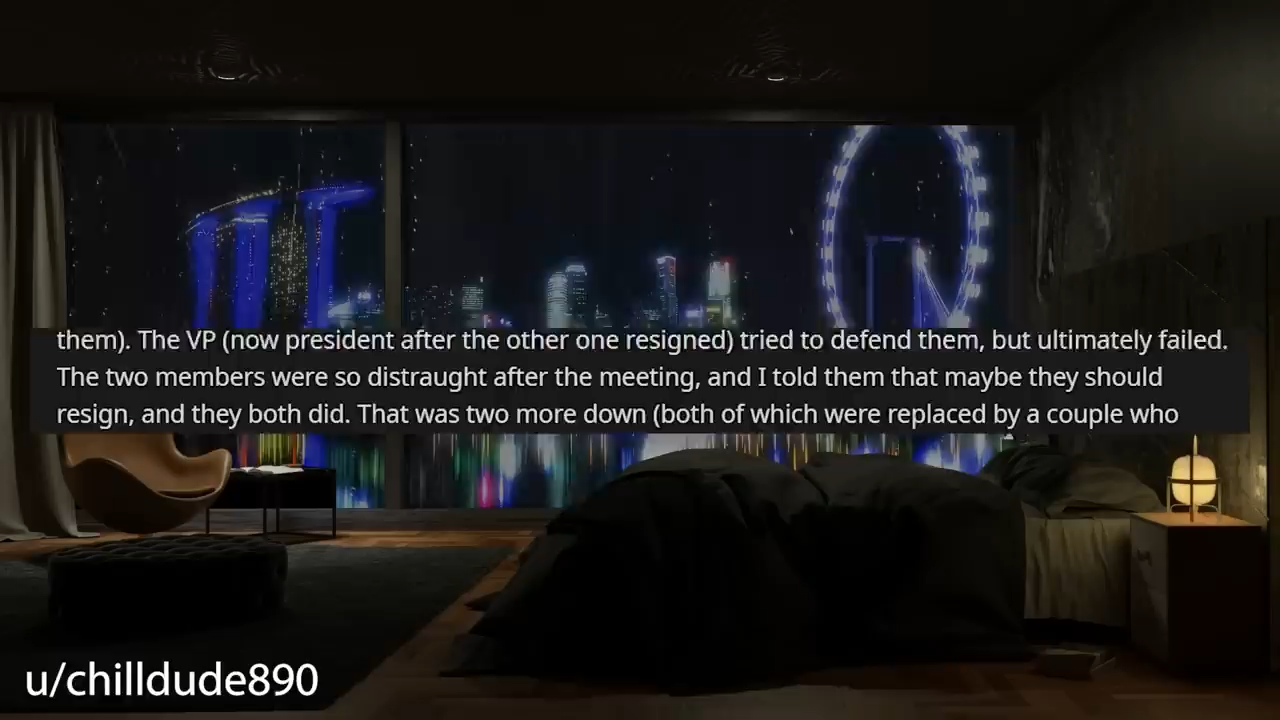 them). The VP (now president after the other one resigned) tried to defend them, but ultimately failed.
The two members were so distraught after the meeting, and I told them that maybe they should
resign, and they both did. That was two more down (both of which were replaced by a couple who
u/chilldude890